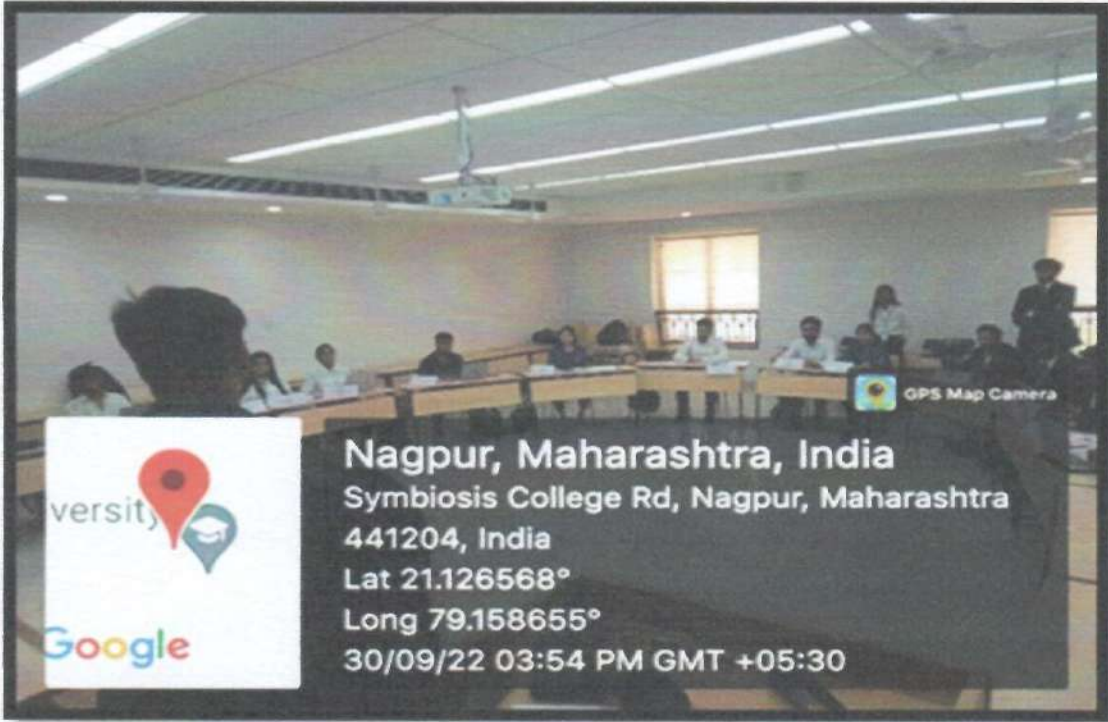 GPS Map Camera
Nagpur, Maharashtra, India
Symbiosis College Rd, Nagpur, Maharashtra
441204, India
Lat 21.126568°
Long 79.158655°
30/09/22 03:54 PM GMT +05:30
versity
Google